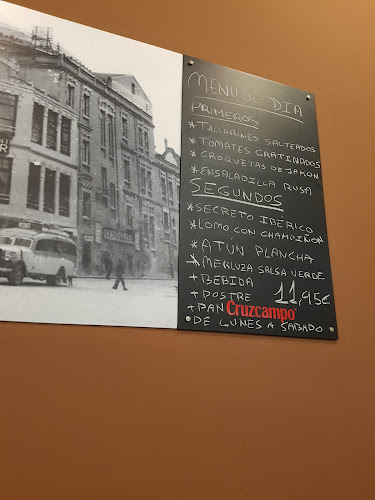 MENU DEL DIA
PRIMEROS
* TALLARINES SALTEADOS
* TOMATES GRATINADOS
* CROQUETAS DE JAMON
* ENSALADILLA RUSA
SEGUNDOS
* SECRETO IBÉRICO
* LOMO CON CHAMPIÑON
* ATUN PLANCHA
* MERLUZA SALSA VERDE
+ BEBIDA
+ POSTRE 11,95€
+ PAN Cruzcampo
• DE LUNES A SABADO